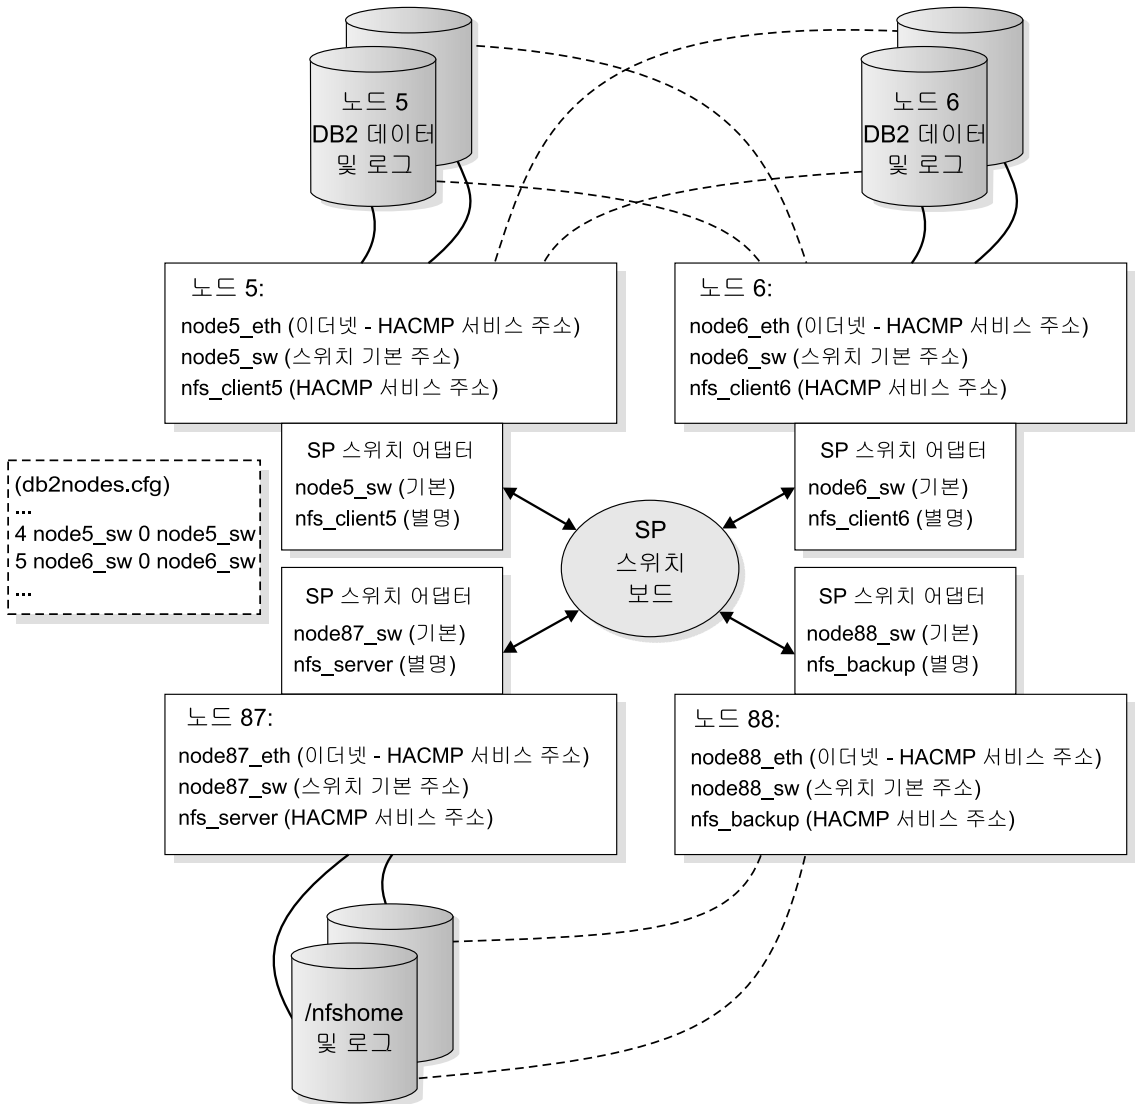 노드 5
DB2 데이터
및 로그
노드 6
DB2 데이터
및 로그
노드 5:
node5_eth (이더넷 - HACMP 서비스 주소)
node5_sw (스위치 기본 주소)
nfs_client5 (HACMP 서비스 주소)
노드 6:
node6_eth (이더넷 - HACMP 서비스 주소)
node6_sw (스위치 기본 주소)
nfs_client6 (HACMP 서비스 주소)
(db2nodes.cfg)
...
4 node5_sw 0 node5_sw
5 node6_sw 0 node6_sw
...
SP 스위치 어댑터
node5_sw (기본)
nfs_client5 (별명)
SP 스위치 어댑터
node6_sw (기본)
nfs_client6 (별명)
SP
스위치
보드
SP 스위치 어댑터
node87_sw (기본)
nfs_server (별명)
SP 스위치 어댑터
node88_sw (기본)
nfs_backup (별명)
노드 87:
node87_eth (이더넷 - HACMP 서비스 주소)
node87_sw (스위치 기본 주소)
nfs_server (HACMP 서비스 주소)
노드 88:
node88_eth (이더넷 - HACMP 서비스 주소)
node88_sw (스위치 기본 주소)
nfs_backup (HACMP 서비스 주소)
/nfshome
및 로그